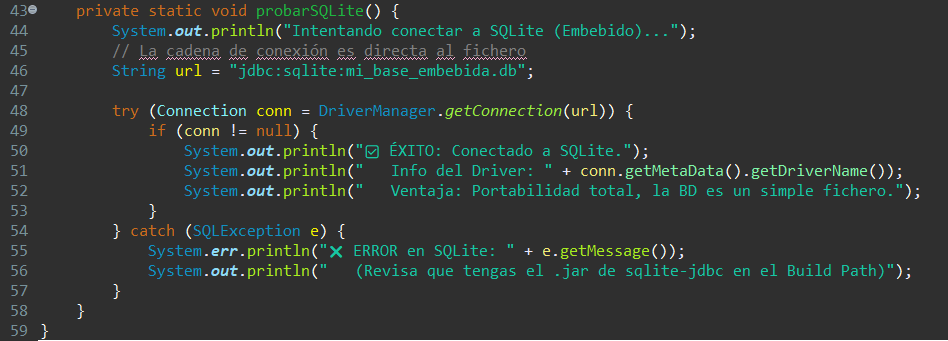 43 private static void probarSQLite() {
44 System.out.println("Intentando conectar a SQLite (Embebido)...");
45 // La cadena de conexión es directa al fichero
46 String url = "jdbc:sqlite:mi_base_embebida.db";
47
48 try (Connection conn = DriverManager.getConnection(url)) {
49 if (conn != null) {
50 System.out.println("✅ ÉXITO: Conectado a SQLite.");
51 System.out.println("   Info del Driver: " + conn.getMetaData().getDriverName());
52 System.out.println("   Ventaja: Portabilidad total, la BD es un simple fichero.");
53 }
54 } catch (SQLException e) {
55 System.err.println("❌ ERROR en SQLite: " + e.getMessage());
56 System.out.println("   (Revisa que tengas el .jar de sqlite-jdbc en el Build Path)");
57 }
58 }
59 }